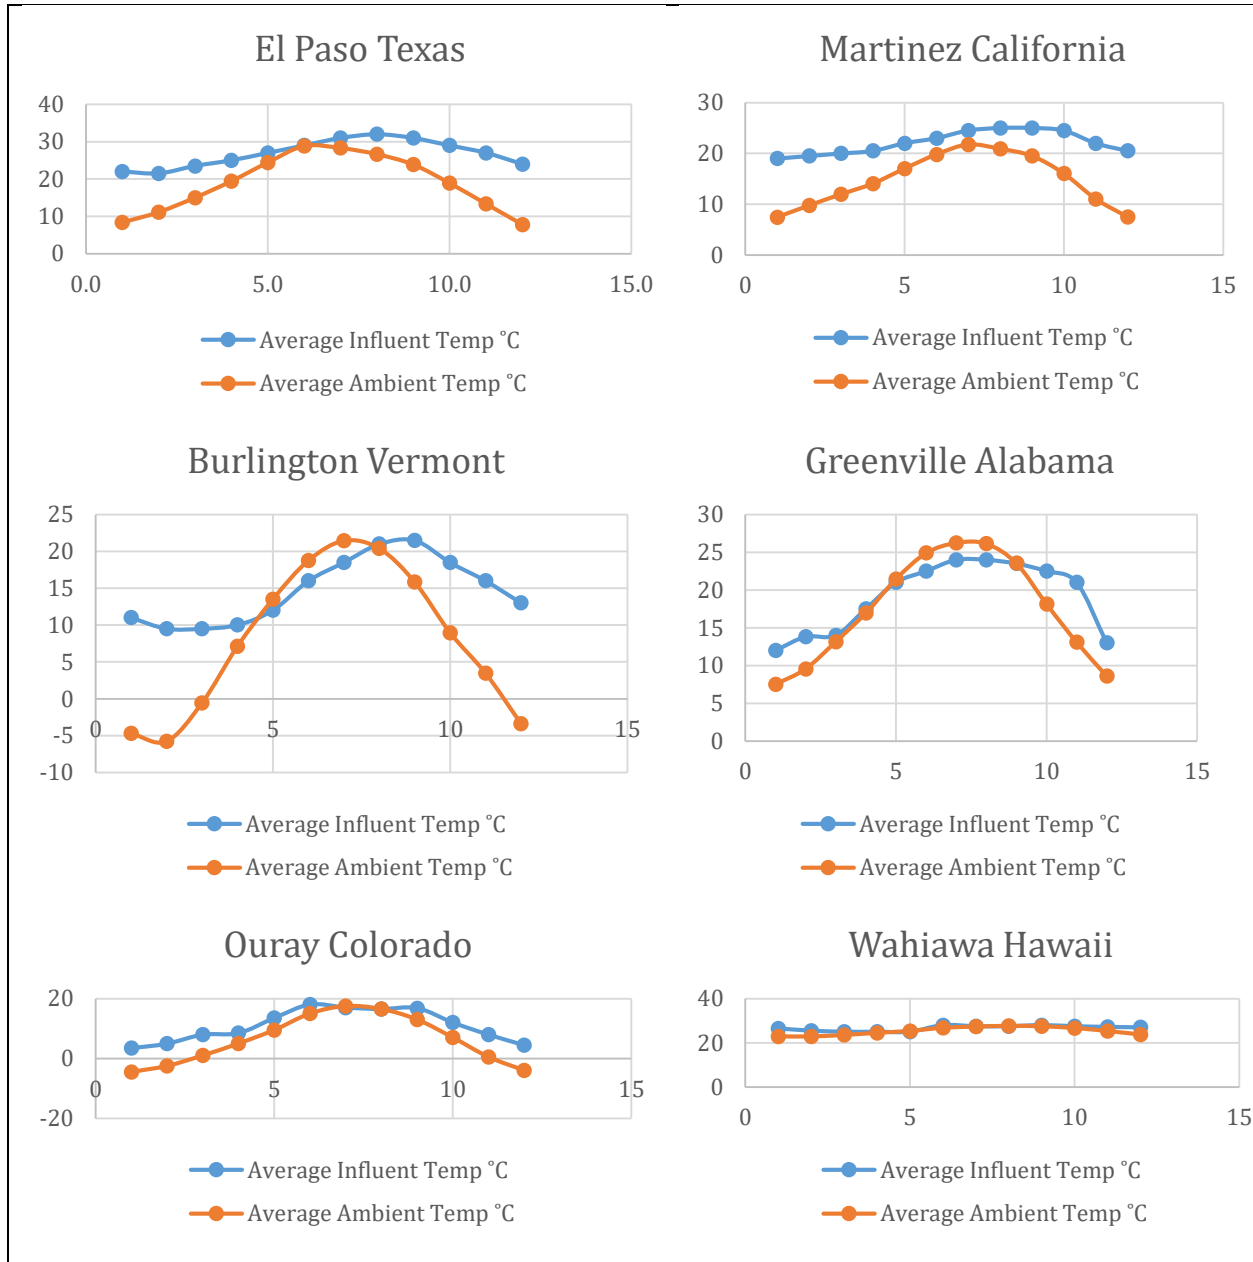 El Paso Texas
40
30
20
10
0
0.0 5.0 10.0 15.0
Average Influent Temp °C
Average Ambient Temp °C
Martinez California
30
20
10
0
0 5 10 15
Average Influent Temp °C
Average Ambient Temp °C
Burlington Vermont
25
20
15
10
5
0
-5
-10
0 5 10 15
Average Influent Temp °C
Average Ambient Temp °C
Greenville Alabama
30
25
20
15
10
5
0
0 5 10 15
Average Influent Temp °C
Average Ambient Temp °C
Ouray Colorado
20
0
-20
0 5 10 15
Average Influent Temp °C
Average Ambient Temp °C
Wahiawa Hawaii
40
20
0
0 5 10 15
Average Influent Temp °C
Average Ambient Temp °C